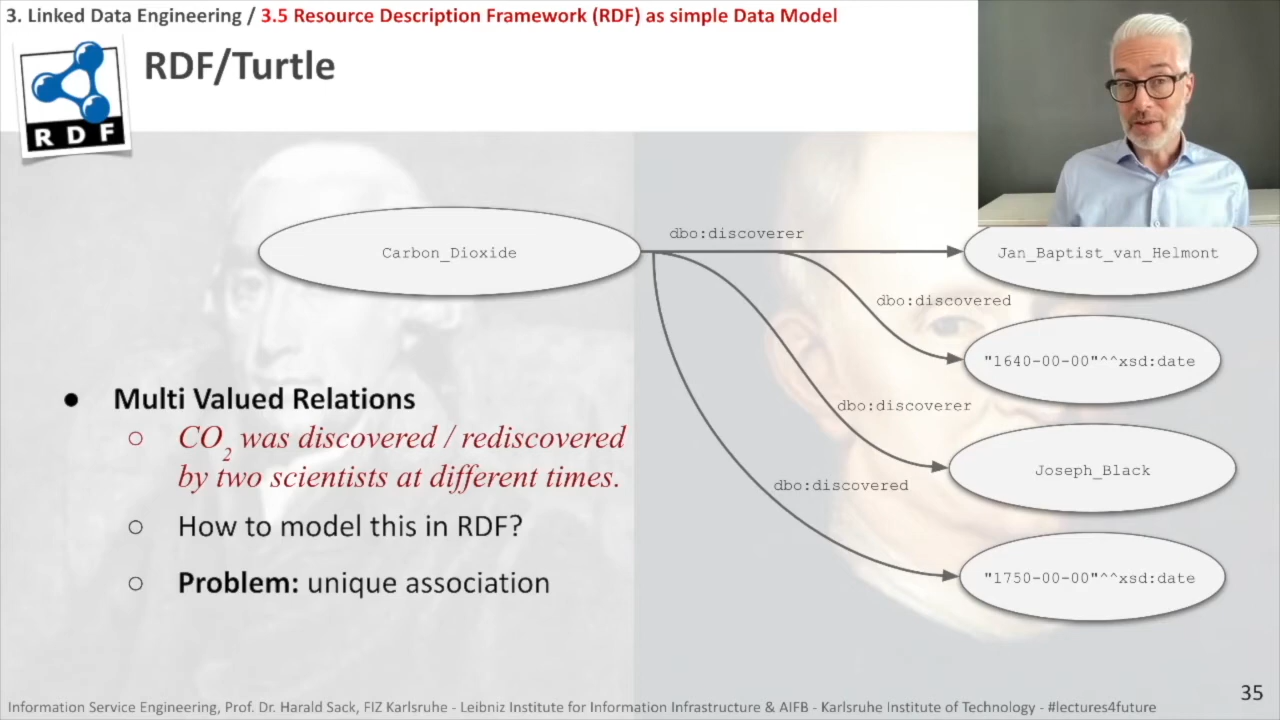 3. Linked Data Engineering / 3.5 Resource Description Framework (RDF) as simple Data Model
RDF
RDF/Turtle
dbo:discoverer
Carbon_Dioxide
Jan_Baptist_van_Helmont
dbo:discovered
"1640-00-00"^^xsd:date
● Multi Valued Relations
dbo:discoverer
○ CO2 was discovered / rediscovered
by two scientists at different times.
Joseph_Black
dbo:discovered
○ How to model this in RDF?
"1750-00-00"^^xsd:date
○ Problem: unique association
35
Information Service Engineering, Prof. Dr. Harald Sack, FIZ Karlsruhe - Leibniz Institute for Information Infrastructure & AIFB - Karlsruhe Institute of Technology - #lectures4future